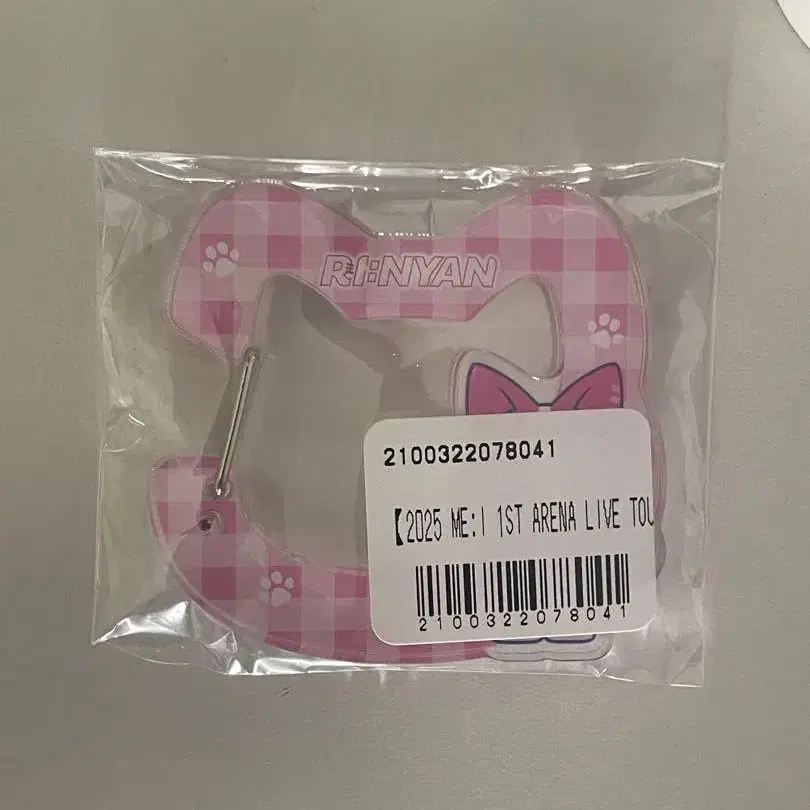 RI:NYAN
2100322078041
【2025 ME:I 1ST ARENA LIVE TOU
2100322078041